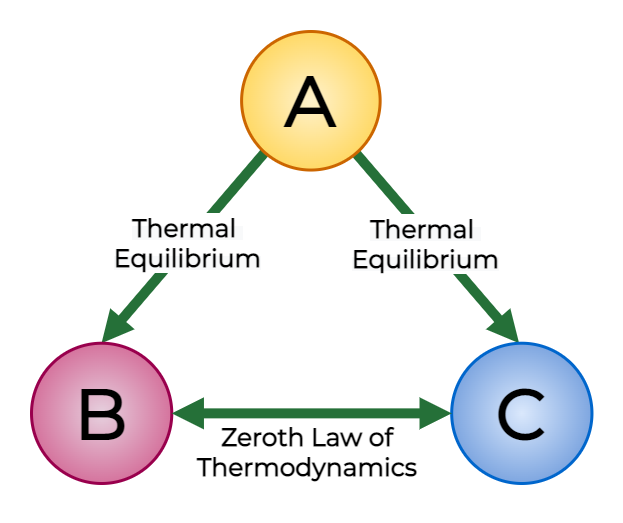 A
Thermal
Equilibrium
Thermal
Equilibrium
B
C
Zeroth Law of
Thermodynamics